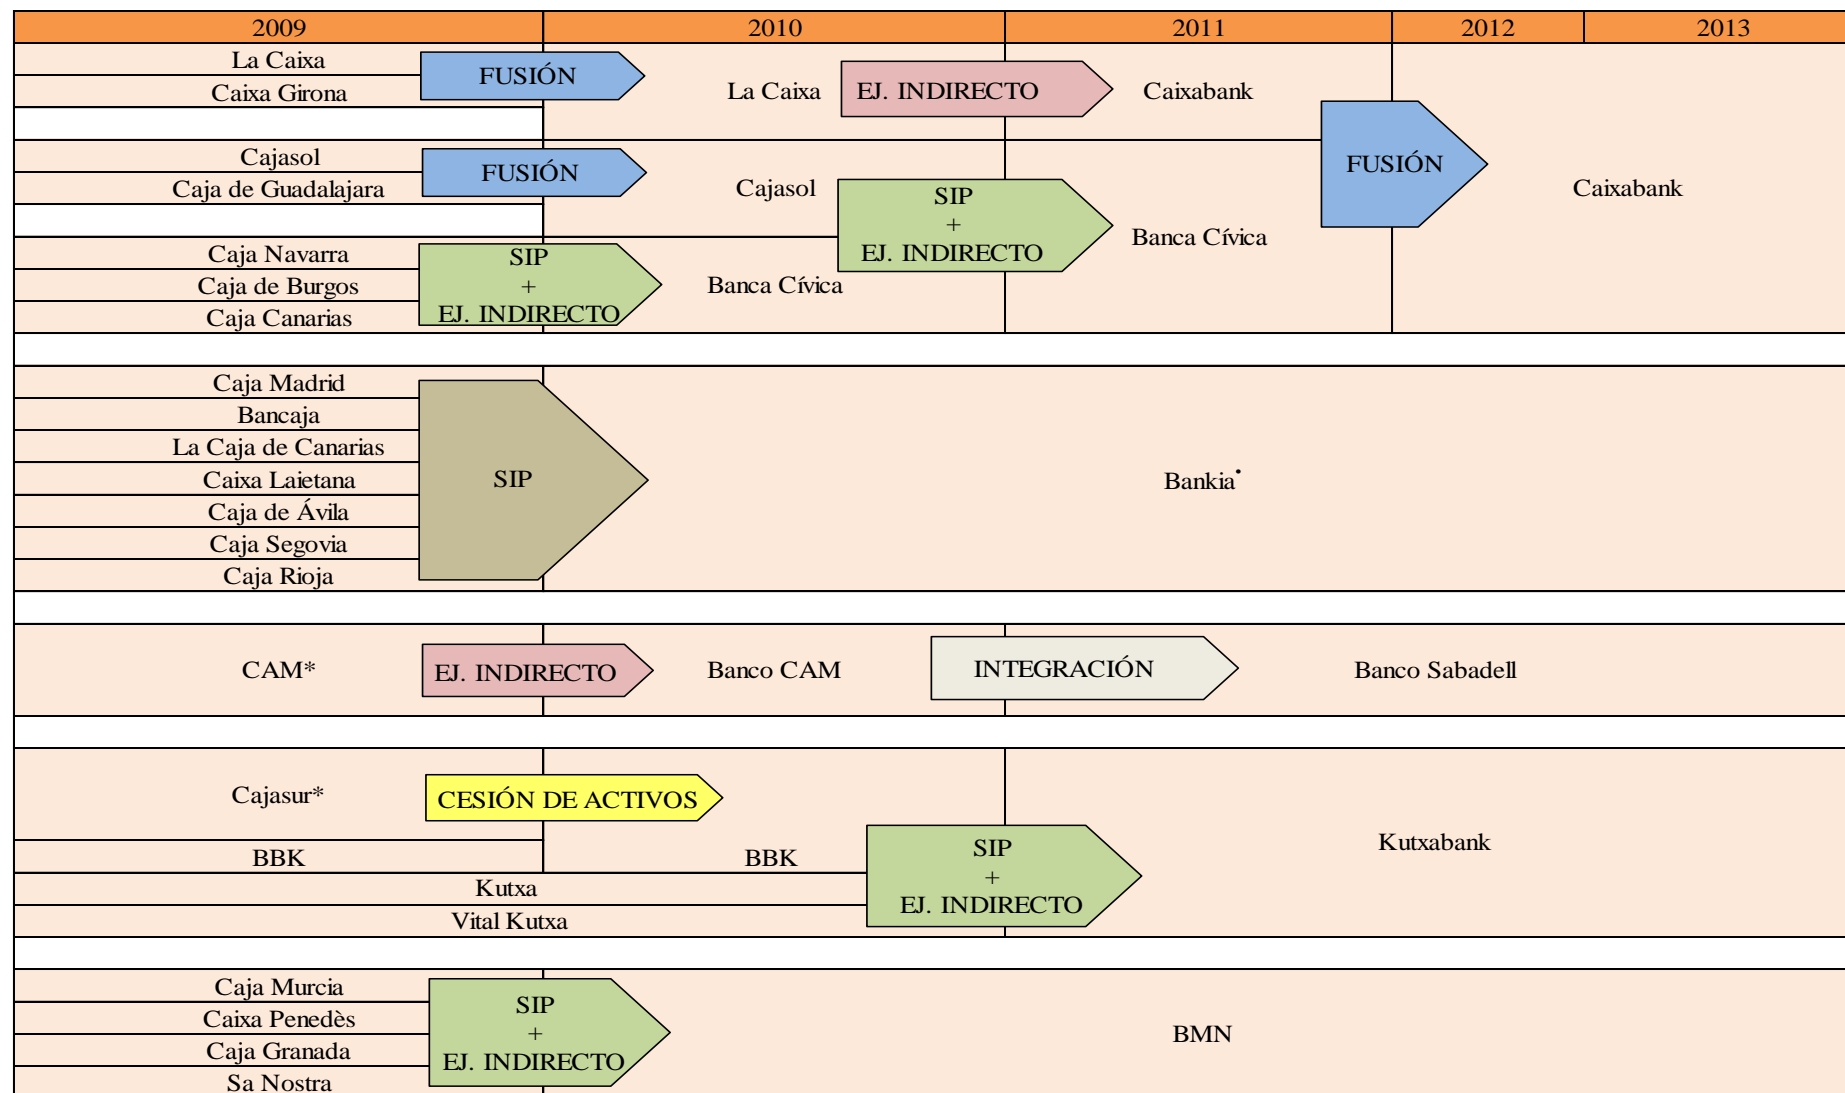 2009 2010 2011 2012 2013
La Caixa
Caixa Girona
FUSIÓN
La Caixa
EJ. INDIRECTO
Caixabank
Cajasol
Caja de Guadalajara
FUSIÓN
Cajasol
SIP
+
EJ. INDIRECTO
Banca Cívica
FUSIÓN
Caixabank
Caja Navarra
Caja de Burgos
Caja Canarias
SIP
+
EJ. INDIRECTO
Banca Cívica
Caja Madrid
Bancaja
La Caja de Canarias
Caixa Laietana
Caja de Ávila
Caja Segovia
Caja Rioja
SIP
Bankia•
CAM*
EJ. INDIRECTO
Banco CAM
INTEGRACIÓN
Banco Sabadell
Cajasur*
CESIÓN DE ACTIVOS
BBK
BBK
Kutxa
Vital Kutxa
SIP
+
EJ. INDIRECTO
Kutxabank
Caja Murcia
Caixa Penedès
Caja Granada
Sa Nostra
SIP
+
EJ. INDIRECTO
BMN